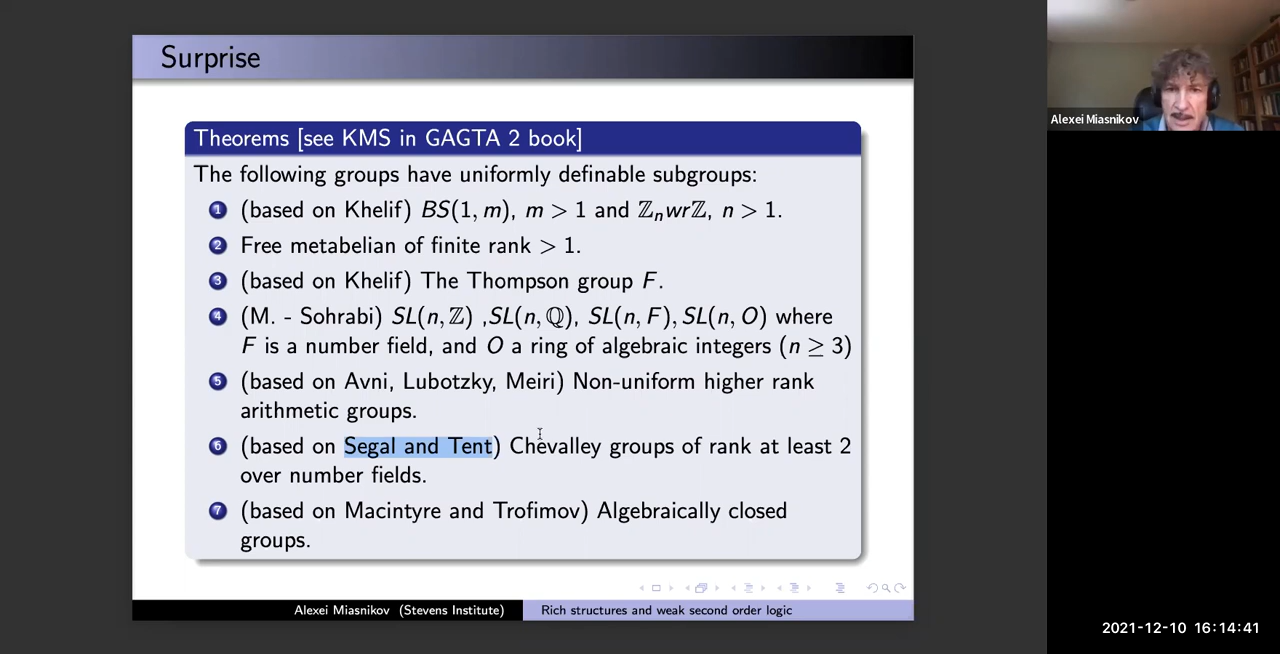 Surprise
Theorems [see KMS in GAGTA 2 book]
The following groups have uniformly definable subgroups:
1 (based on Khelif) BS(1, m), m > 1 and ℤₙwrℤ, n > 1.
2 Free metabelian of finite rank > 1.
3 (based on Khelif) The Thompson group F.
4 (M. - Sohrabi) SL(n, ℤ) ,SL(n, ℚ), SL(n, F), SL(n, O) where
F is a number field, and O a ring of algebraic integers (n ≥ 3)
5 (based on Avni, Lubotzky, Meiri) Non-uniform higher rank
arithmetic groups.
6 (based on Segal and Tent) Chevalley groups of rank at least 2
over number fields.
7 (based on Macintyre and Trofimov) Algebraically closed
groups.
Alexei Miasnikov (Stevens Institute) Rich structures and weak second order logic
Alexei Miasnikov
2021-12-10 16:14:41